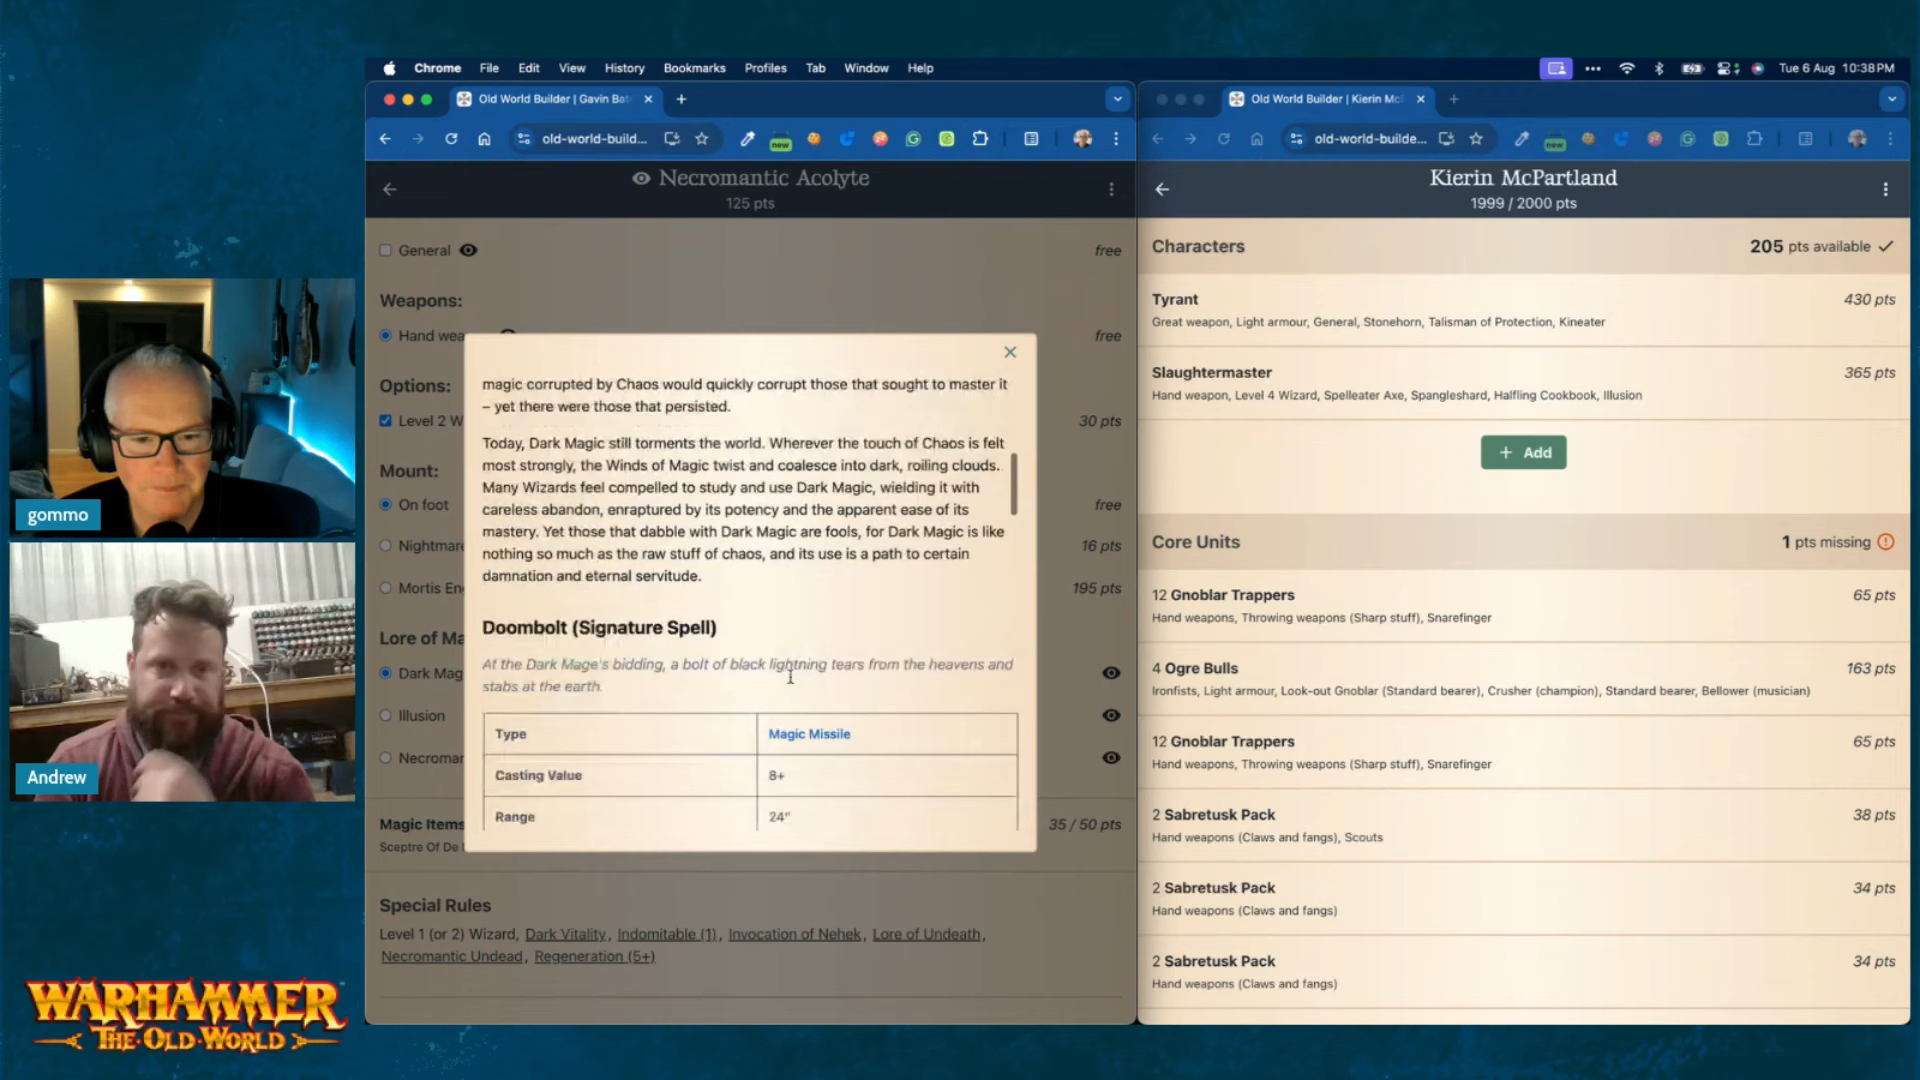 Chrome File Edit View History Bookmarks Profiles Tab Window Help
Tue 6 Aug 10:38 PM
Old World Builder | Gavin Bat
old-world-build...
new
Necromantic Acolyte
125 pts
General
free
Weapons:
Hand wea
free
Options:
Level 2 W
30 pts
Mount:
On foot
free
Nightmare
16 pts
Mortis En
195 pts
Lore of Ma
Dark Mag
Illusion
Necroman
Magic Items
35 / 50 pts
Sceptre Of De
magic corrupted by Chaos would quickly corrupt those that sought to master it
– yet there were those that persisted.
Today, Dark Magic still torments the world. Wherever the touch of Chaos is felt
most strongly, the Winds of Magic twist and coalesce into dark, roiling clouds.
Many Wizards feel compelled to study and use Dark Magic, wielding it with
careless abandon, enraptured by its potency and the apparent ease of its
mastery. Yet those that dabble with Dark Magic are fools, for Dark Magic is like
nothing so much as the raw stuff of chaos, and its use is a path to certain
damnation and eternal servitude.
Doombolt (Signature Spell)
At the Dark Mage's bidding, a bolt of black lightning tears from the heavens and
stabs at the earth.
Type Magic Missile
Casting Value 8+
Range 24"
Special Rules
Level 1 (or 2) Wizard, Dark Vitality, Indomitable (1), Invocation of Nehek, Lore of Undeath,
Necromantic Undead, Regeneration (5+)
Old World Builder | Kierin Mc
old-world-builde...
new
Kierin McPartland
1999 / 2000 pts
Characters
205 pts available
Tyrant
430 pts
Great weapon, Light armour, General, Stonehorn, Talisman of Protection, Kineater
Slaughtermaster
365 pts
Hand weapon, Level 4 Wizard, Spelleater Axe, Spangleshard, Halfling Cookbook, Illusion
+ Add
Core Units
1 pts missing
12 Gnoblar Trappers
65 pts
Hand weapons, Throwing weapons (Sharp stuff), Snarefinger
4 Ogre Bulls
163 pts
Ironfists, Light armour, Look-out Gnoblar (Standard bearer), Crusher (champion), Standard bearer, Bellower (musician)
12 Gnoblar Trappers
65 pts
Hand weapons, Throwing weapons (Sharp stuff), Snarefinger
2 Sabretusk Pack
38 pts
Hand weapons (Claws and fangs), Scouts
2 Sabretusk Pack
34 pts
Hand weapons (Claws and fangs)
2 Sabretusk Pack
34 pts
Hand weapons (Claws and fangs)
gommo
Andrew
WARHAMMER
THE OLD WORLD